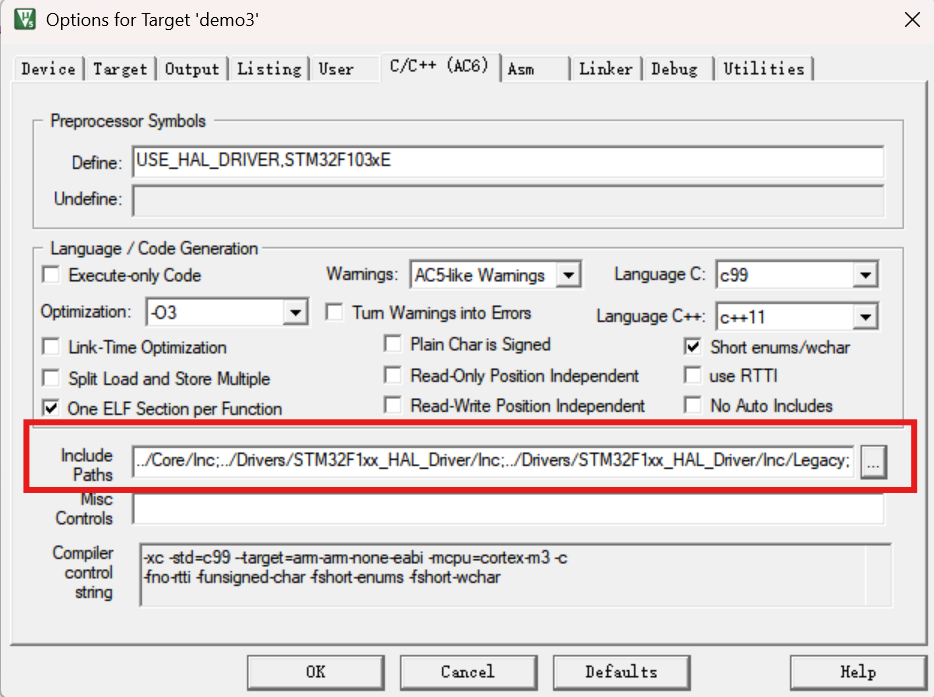 Options for Target 'demo3'
Device Target Output Listing User C/C++ (AC6) Asm Linker Debug Utilities
Preprocessor Symbols
Define: USE_HAL_DRIVER,STM32F103xE
Undefine:
Language / Code Generation
Execute-only Code Warnings: AC5-like Warnings Language C: c99
Optimization: -O3 Turn Warnings into Errors Language C++: c++11
Link-Time Optimization Plain Char is Signed Short enums/wchar
Split Load and Store Multiple Read-Only Position Independent use RTTI
One ELF Section per Function Read-Write Position Independent No Auto Includes
Include
Paths ../Core/Inc;../Drivers/STM32F1xx_HAL_Driver/Inc;../Drivers/STM32F1xx_HAL_Driver/Inc/Legacy; ...
Misc
Controls
Compiler
control
string
-xc -std=c99 --target=arm-arm-none-eabi -mcpu=cortex-m3 -c
-fno-rtti -funsigned-char -fshort-enums -fshort-wchar
OK Cancel Defaults Help